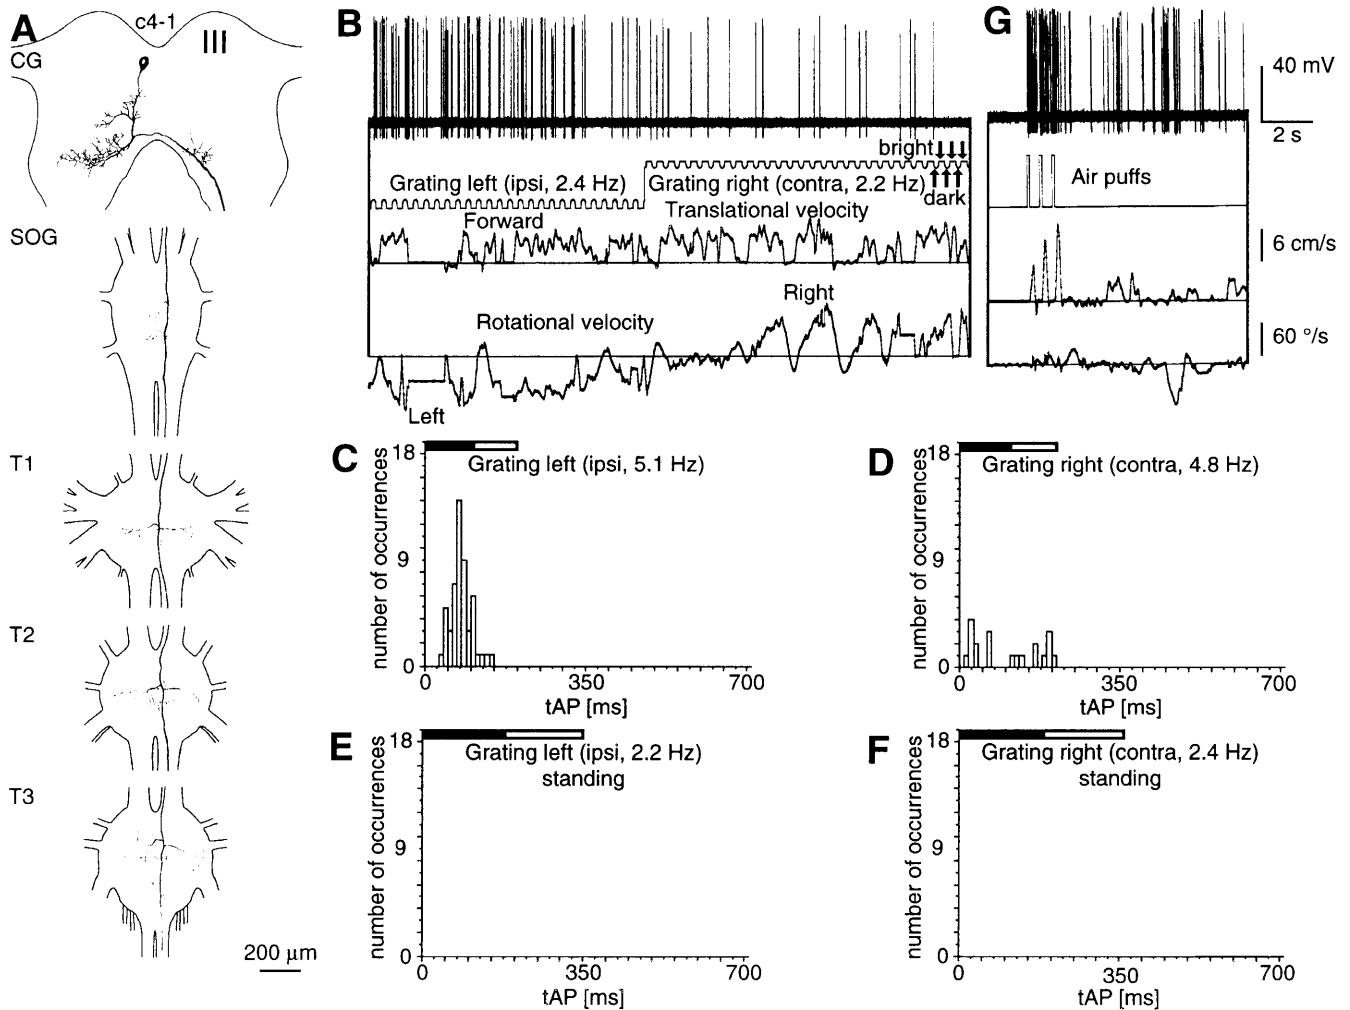 A
c4-1
III
CG
SOG
T1
T2
T3
200 µm
B
bright
Grating left (ipsi, 2.4 Hz)
Grating right (contra, 2.2 Hz)
dark
Forward
Translational velocity
Right
Rotational velocity
Left
G
40 mV
2 s
Air puffs
6 cm/s
60 °/s
C
18
Grating left (ipsi, 5.1 Hz)
number of occurrences
9
0
0
350
700
tAP [ms]
D
18
Grating right (contra, 4.8 Hz)
number of occurrences
9
0
0
350
700
tAP [ms]
E
18
Grating left (ipsi, 2.2 Hz)
standing
number of occurrences
9
0
0
350
700
tAP [ms]
F
18
Grating right (contra, 2.4 Hz)
standing
number of occurrences
9
0
0
350
700
tAP [ms]